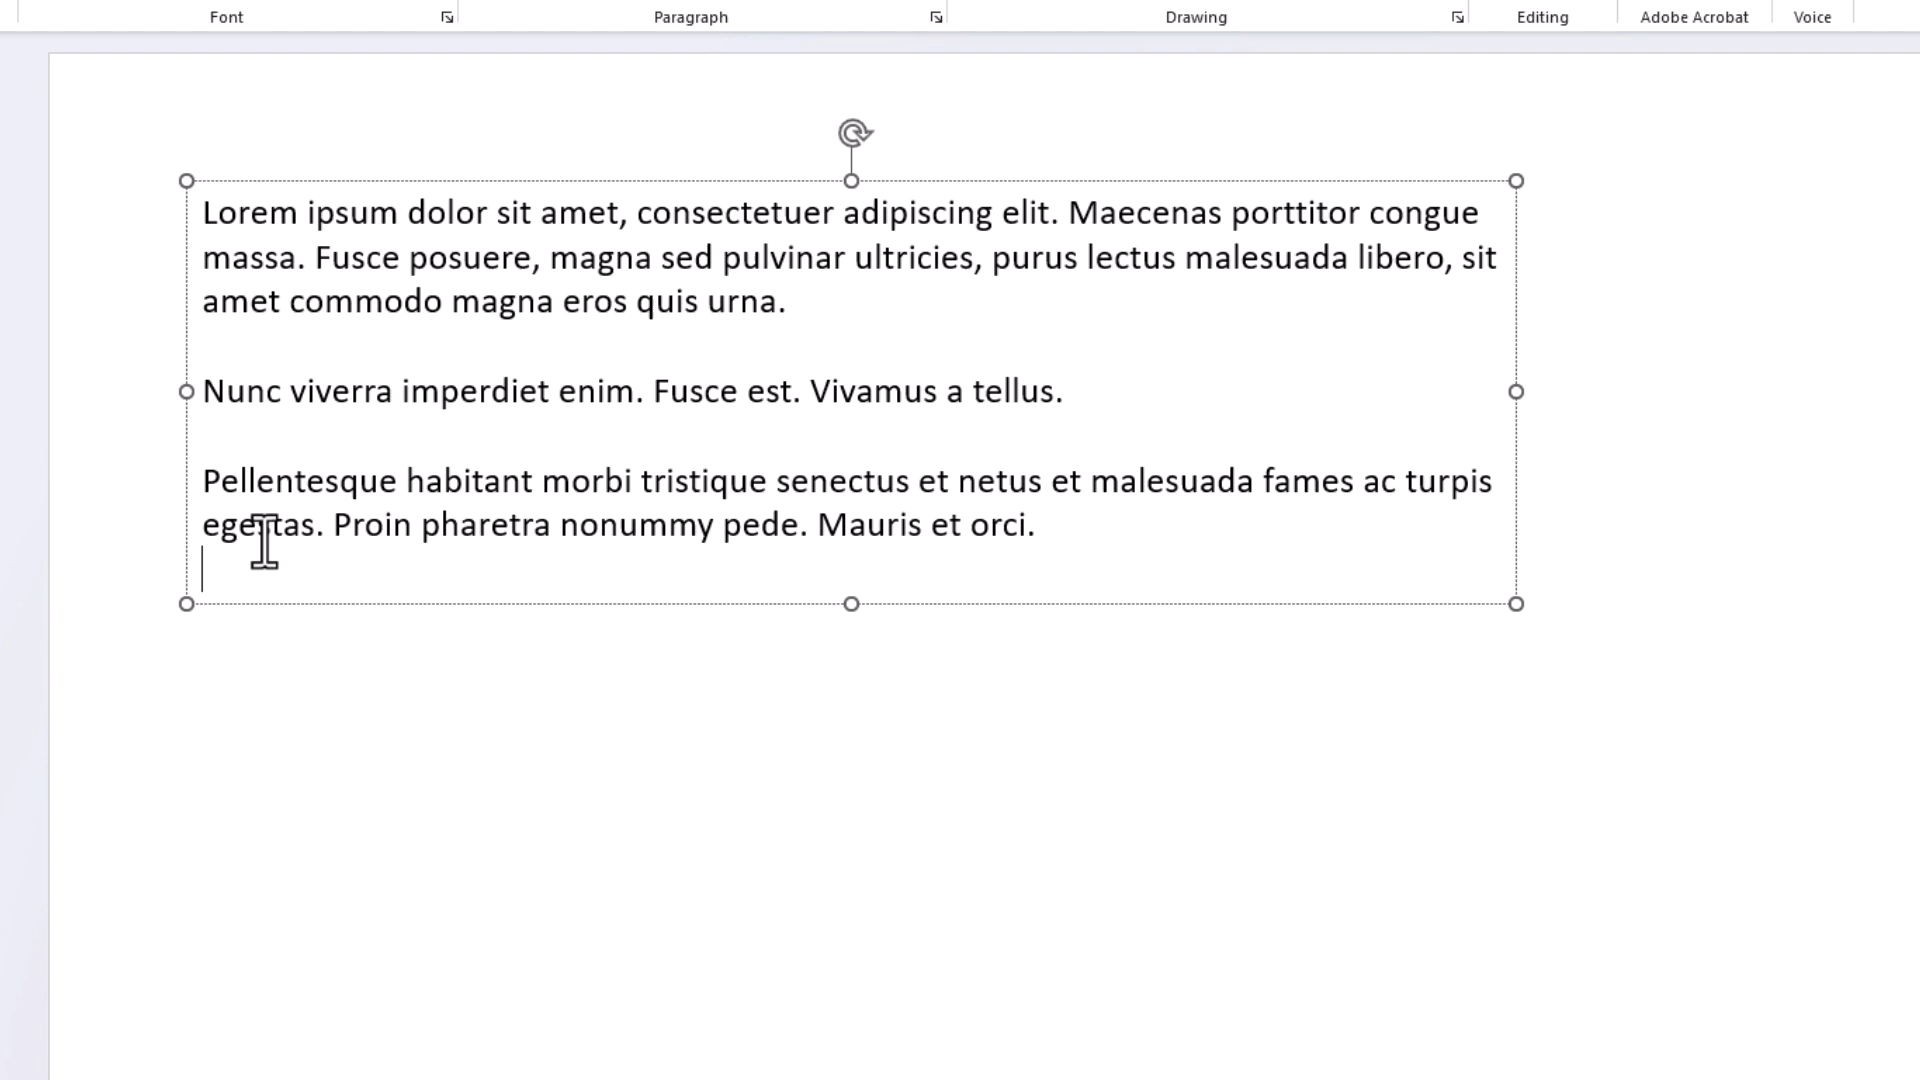 Font Paragraph Drawing Editing Adobe Acrobat Voice
Lorem ipsum dolor sit amet, consectetuer adipiscing elit. Maecenas porttitor congue
massa. Fusce posuere, magna sed pulvinar ultricies, purus lectus malesuada libero, sit
amet commodo magna eros quis urna.
Nunc viverra imperdiet enim. Fusce est. Vivamus a tellus.
Pellentesque habitant morbi tristique senectus et netus et malesuada fames ac turpis
egestas. Proin pharetra nonummy pede. Mauris et orci.